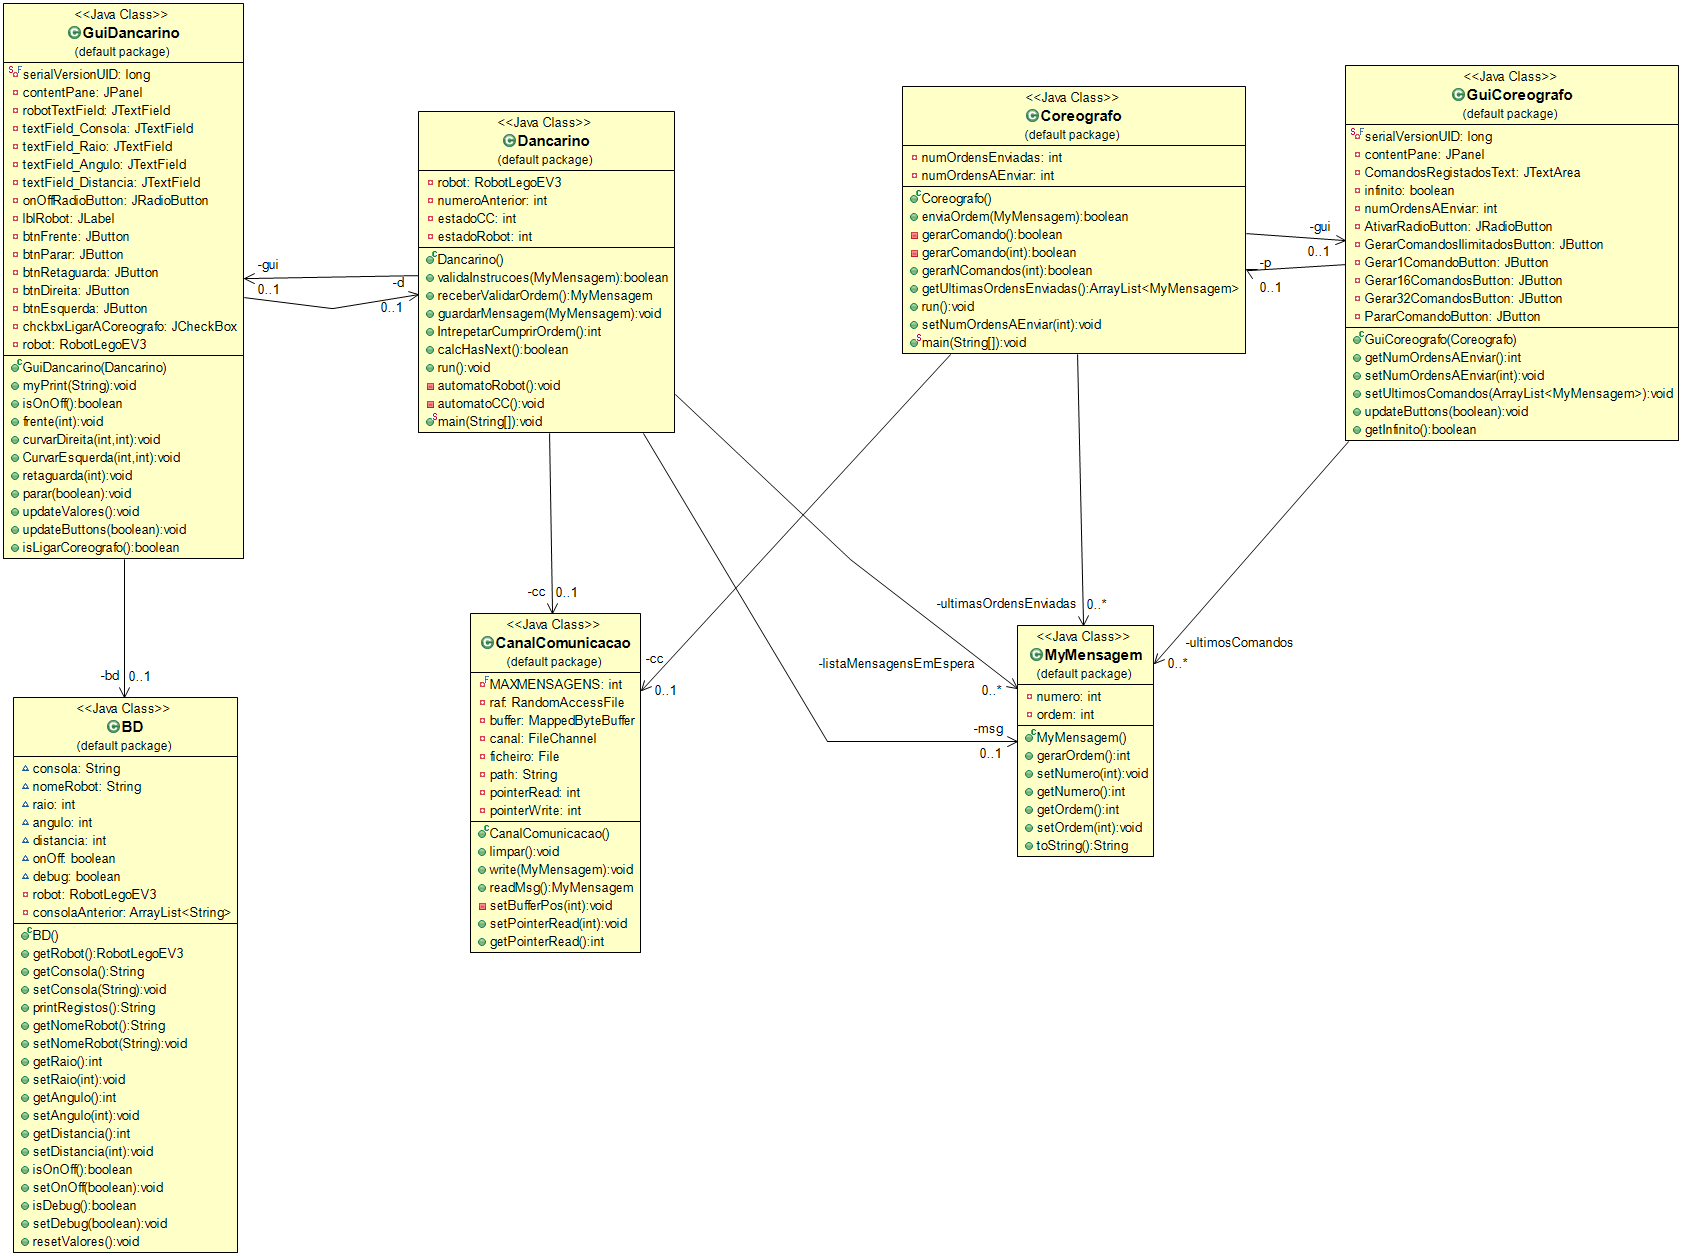 <<Java Class>>
GuiDancarino
(default package)
serialVersionUID: long
contentPane: JPanel
robotTextField: JTextField
textField_Consola: JTextField
textField_Raio: JTextField
textField_Angulo: JTextField
textField_Distancia: JTextField
onOffRadioButton: JRadioButton
lblRobot: JLabel
btnFrente: JButton
btnParar: JButton
btnRetaguarda: JButton
btnDireita: JButton
btnEsquerda: JButton
chckbxLigarACoreografo: JCheckBox
robot: RobotLegoEV3
GuiDancarino(Dancarino)
myPrint(String):void
isOnOff():boolean
frente(int):void
curvarDireita(int,int):void
CurvarEsquerda(int,int):void
retaguarda(int):void
parar(boolean):void
updateValores():void
updateButtons(boolean):void
isLigarCoreografo():boolean
-gui
0..1
-d
0..1
<<Java Class>>
Dancarino
(default package)
robot: RobotLegoEV3
numeroAnterior: int
estadoCC: int
estadoRobot: int
Dancarino()
validaInstrucoes(MyMensagem):boolean
receberValidarOrdem():MyMensagem
guardarMensagem(MyMensagem):void
IntrepetarCumprirOrdem():int
calcHasNext():boolean
run():void
automatoRobot():void
automatoCC():void
main(String[]):void
<<Java Class>>
Coreografo
(default package)
numOrdensEnviadas: int
numOrdensAEnviar: int
Coreografo()
enviaOrdem(MyMensagem):boolean
gerarComando():boolean
gerarComando(int):boolean
gerarNComandos(int):boolean
getUltimasOrdensEnviadas():ArrayList<MyMensagem>
run():void
setNumOrdensAEnviar(int):void
main(String[]):void
-gui
0..1
-p
0..1
<<Java Class>>
GuiCoreografo
(default package)
serialVersionUID: long
contentPane: JPanel
ComandosRegistadosText: JTextArea
infinito: boolean
numOrdensAEnviar: int
AtivarRadioButton: JRadioButton
GerarComandosIlimitadosButton: JButton
Gerar1ComandoButton: JButton
Gerar16ComandosButton: JButton
Gerar32ComandosButton: JButton
PararComandoButton: JButton
GuiCoreografo(Coreografo)
getNumOrdensAEnviar():int
setNumOrdensAEnviar(int):void
setUltimosComandos(ArrayList<MyMensagem>):void
updateButtons(boolean):void
getInfinito():boolean
-bd
0..1
<<Java Class>>
BD
(default package)
consola: String
nomeRobot: String
raio: int
angulo: int
distancia: int
onOff: boolean
debug: boolean
robot: RobotLegoEV3
consolaAnterior: ArrayList<String>
BD()
getRobot():RobotLegoEV3
getConsola():String
setConsola(String):void
printRegistos():String
getNomeRobot():String
setNomeRobot(String):void
getRaio():int
setRaio(int):void
getAngulo():int
setAngulo(int):void
getDistancia():int
setDistancia(int):void
isOnOff():boolean
setOnOff(boolean):void
isDebug():boolean
setDebug(boolean):void
resetValores():void
-cc
0..1
<<Java Class>>
CanalComunicacao
(default package)
MAXMENSAGENS: int
raf: RandomAccessFile
buffer: MappedByteBuffer
canal: FileChannel
ficheiro: File
path: String
pointerRead: int
pointerWrite: int
CanalComunicacao()
limpar():void
write(MyMensagem):void
readMsg():MyMensagem
setBufferPos(int):void
setPointerRead(int):void
getPointerRead():int
-cc
0..1
-ultimasOrdensEnviadas
0..*
-listaMensagensEmEspera
0..*
-msg
0..1
-ultimosComandos
0..*
<<Java Class>>
MyMensagem
(default package)
numero: int
ordem: int
MyMensagem()
gerarOrdem():int
setNumero(int):void
getNumero():int
getOrdem():int
setOrdem(int):void
toString():String